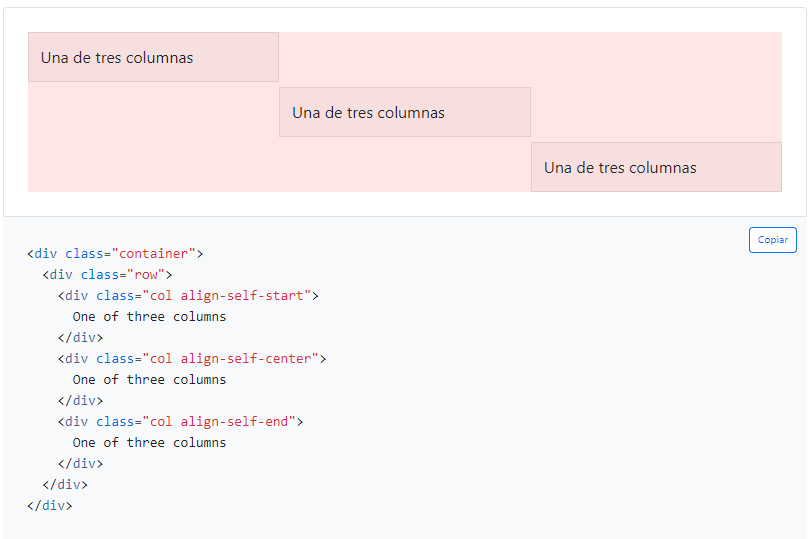 Una de tres columnas
Una de tres columnas
Una de tres columnas
Copiar
<div class="container">
  <div class="row">
    <div class="col align-self-start">
      One of three columns
    </div>
    <div class="col align-self-center">
      One of three columns
    </div>
    <div class="col align-self-end">
      One of three columns
    </div>
  </div>
</div>